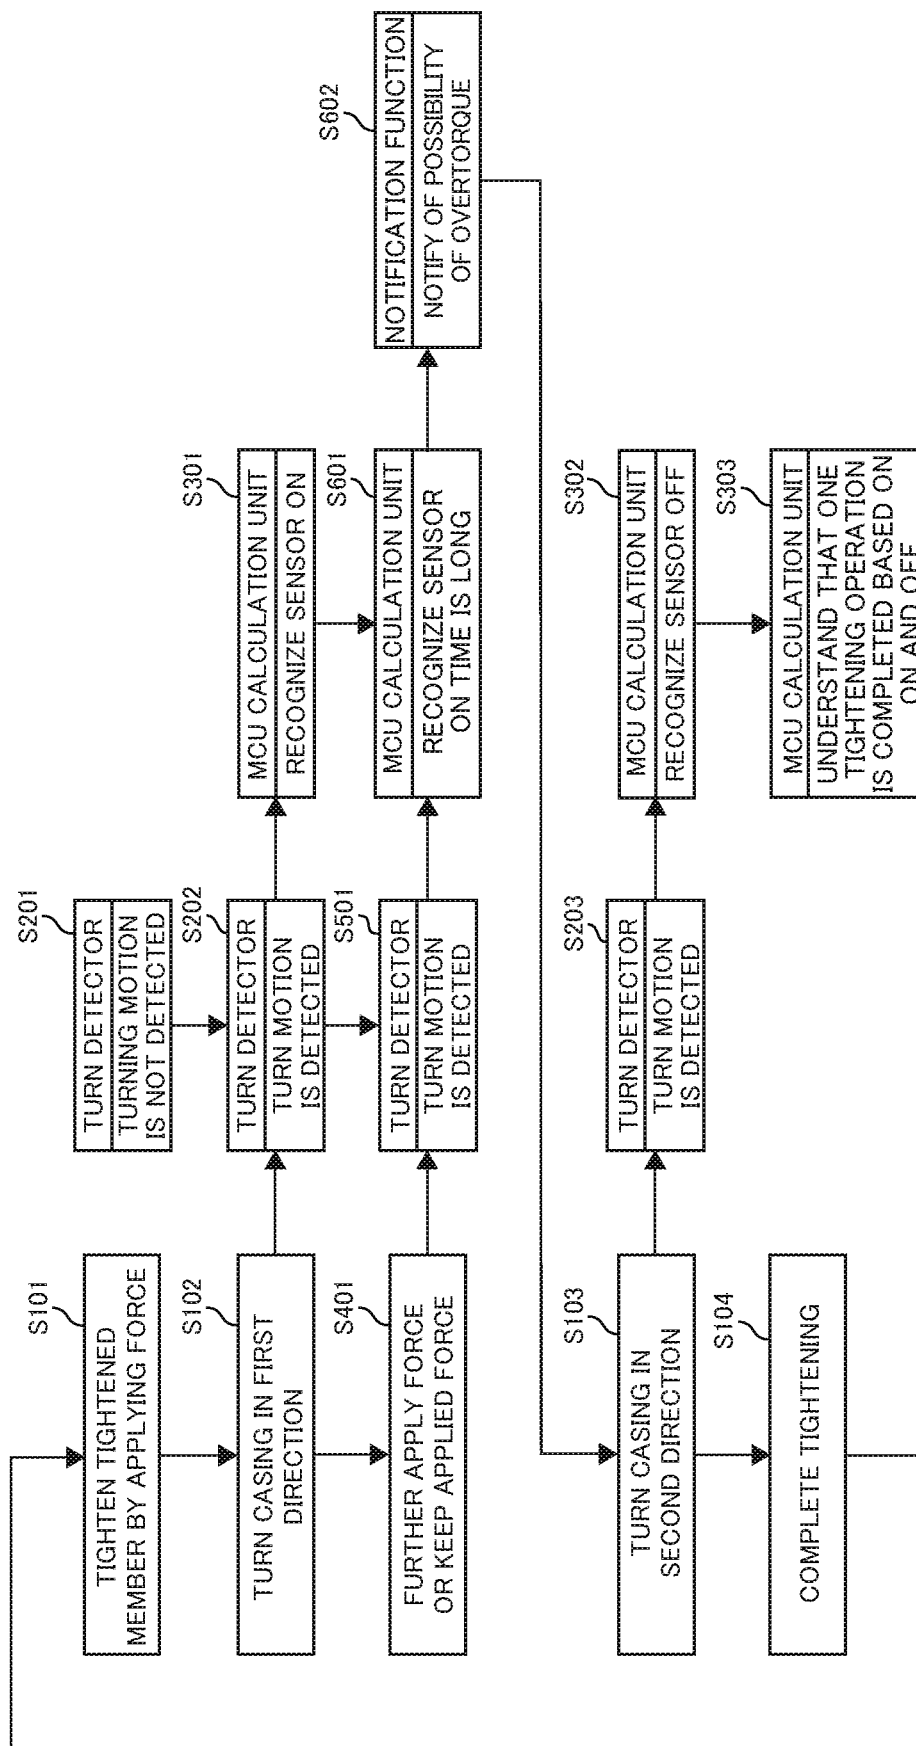 S101
TIGHTEN TIGHTENED
MEMBER BY APPLYING FORCE
S102
TURN CASING IN FIRST
DIRECTION
S401
FURTHER APPLY FORCE
OR KEEP APPLIED FORCE
S103
TURN CASING IN
SECOND DIRECTION
S104
COMPLETE TIGHTENING
S201
TURN DETECTOR
TURNING MOTION
IS NOT DETECTED
S202
TURN DETECTOR
TURN MOTION
IS DETECTED
S501
TURN DETECTOR
TURN MOTION
IS DETECTED
S203
TURN DETECTOR
TURN MOTION
IS DETECTED
S301
MCU CALCULATION UNIT
RECOGNIZE SENSOR ON
S601
MCU CALCULATION UNIT
RECOGNIZE SENSOR
ON TIME IS LONG
S302
MCU CALCULATION UNIT
RECOGNIZE SENSOR OFF
S303
MCU CALCULATION UNIT
UNDERSTAND THAT ONE
TIGHTENING OPERATION
IS COMPLETED BASED ON
ON AND OFF
S602
NOTIFICATION FUNCTION
NOTIFY OF POSSIBILITY
OF OVERTORQUE